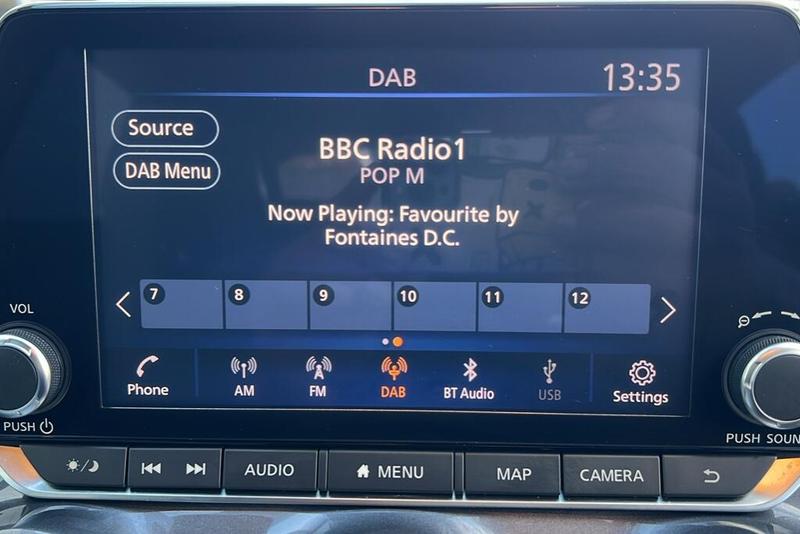 DAB
13:35
Source
BBC Radio1
DAB Menu
POP M
Now Playing: Favourite by
Fontaines D.C.
7 8 9 10 11 12
VOL
Phone
AM
FM
DAB
BT Audio
USB
Settings
PUSH
PUSH SOUN
AUDIO
MENU
MAP
CAMERA